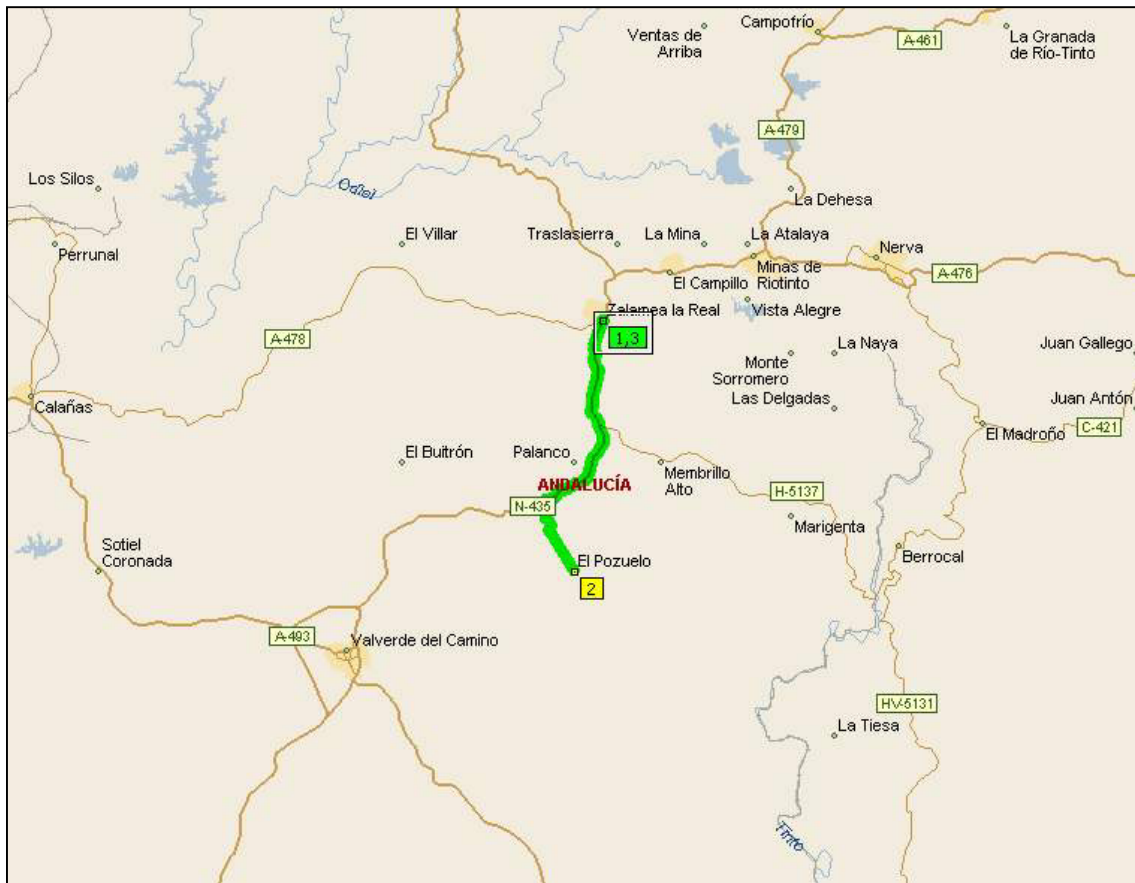 Campofrío
Ventas de
Arriba
A-461
La Granada
de Río-Tinto
A-479
Los Silos
Odiel
La Dehesa
Perrunal
El Villar
Traslasierra
La Mina
La Atalaya
Nerva
A-476
Minas de
Riotinto
El Campillo
Zalamea la Real
Vista Alegre
1,3
A-478
Monte
Sorromero
La Naya
Juan Gallego
Calañas
Las Delgadas
Juan Antón
C-421
El Madroño
El Buitrón
Palanco
Membrillo
Alto
ANDALUCÍA
H-5137
N-435
Marigenta
Sotiel
Coronada
El Pozuelo
Berrocal
2
A-493
Valverde del Camino
HV-5131
La Tiesa
Tinto